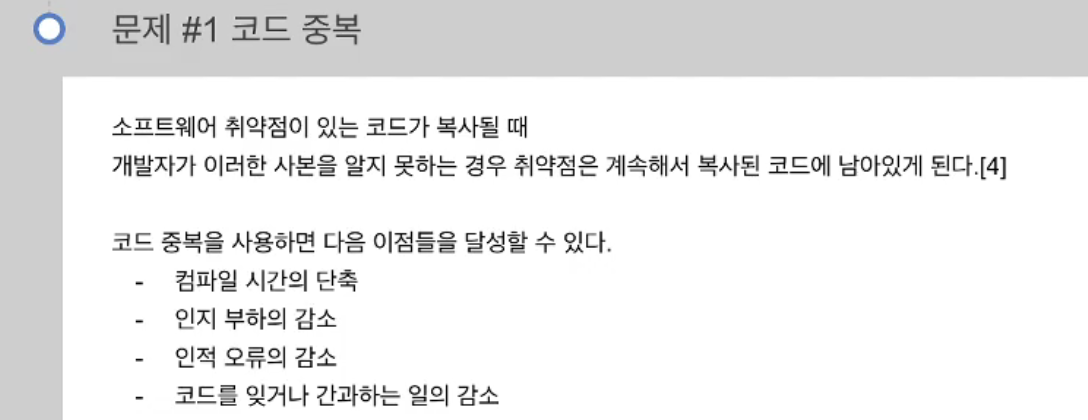 문제 #1 코드 중복
소프트웨어 취약점이 있는 코드가 복사될 때
개발자가 이러한 사본을 알지 못하는 경우 취약점은 계속해서 복사된 코드에 남아있게 된다.[4]
코드 중복을 사용하면 다음 이점들을 달성할 수 있다.
- 컴파일 시간의 단축
- 인지 부하의 감소
- 인적 오류의 감소
- 코드를 잊거나 간과하는 일의 감소